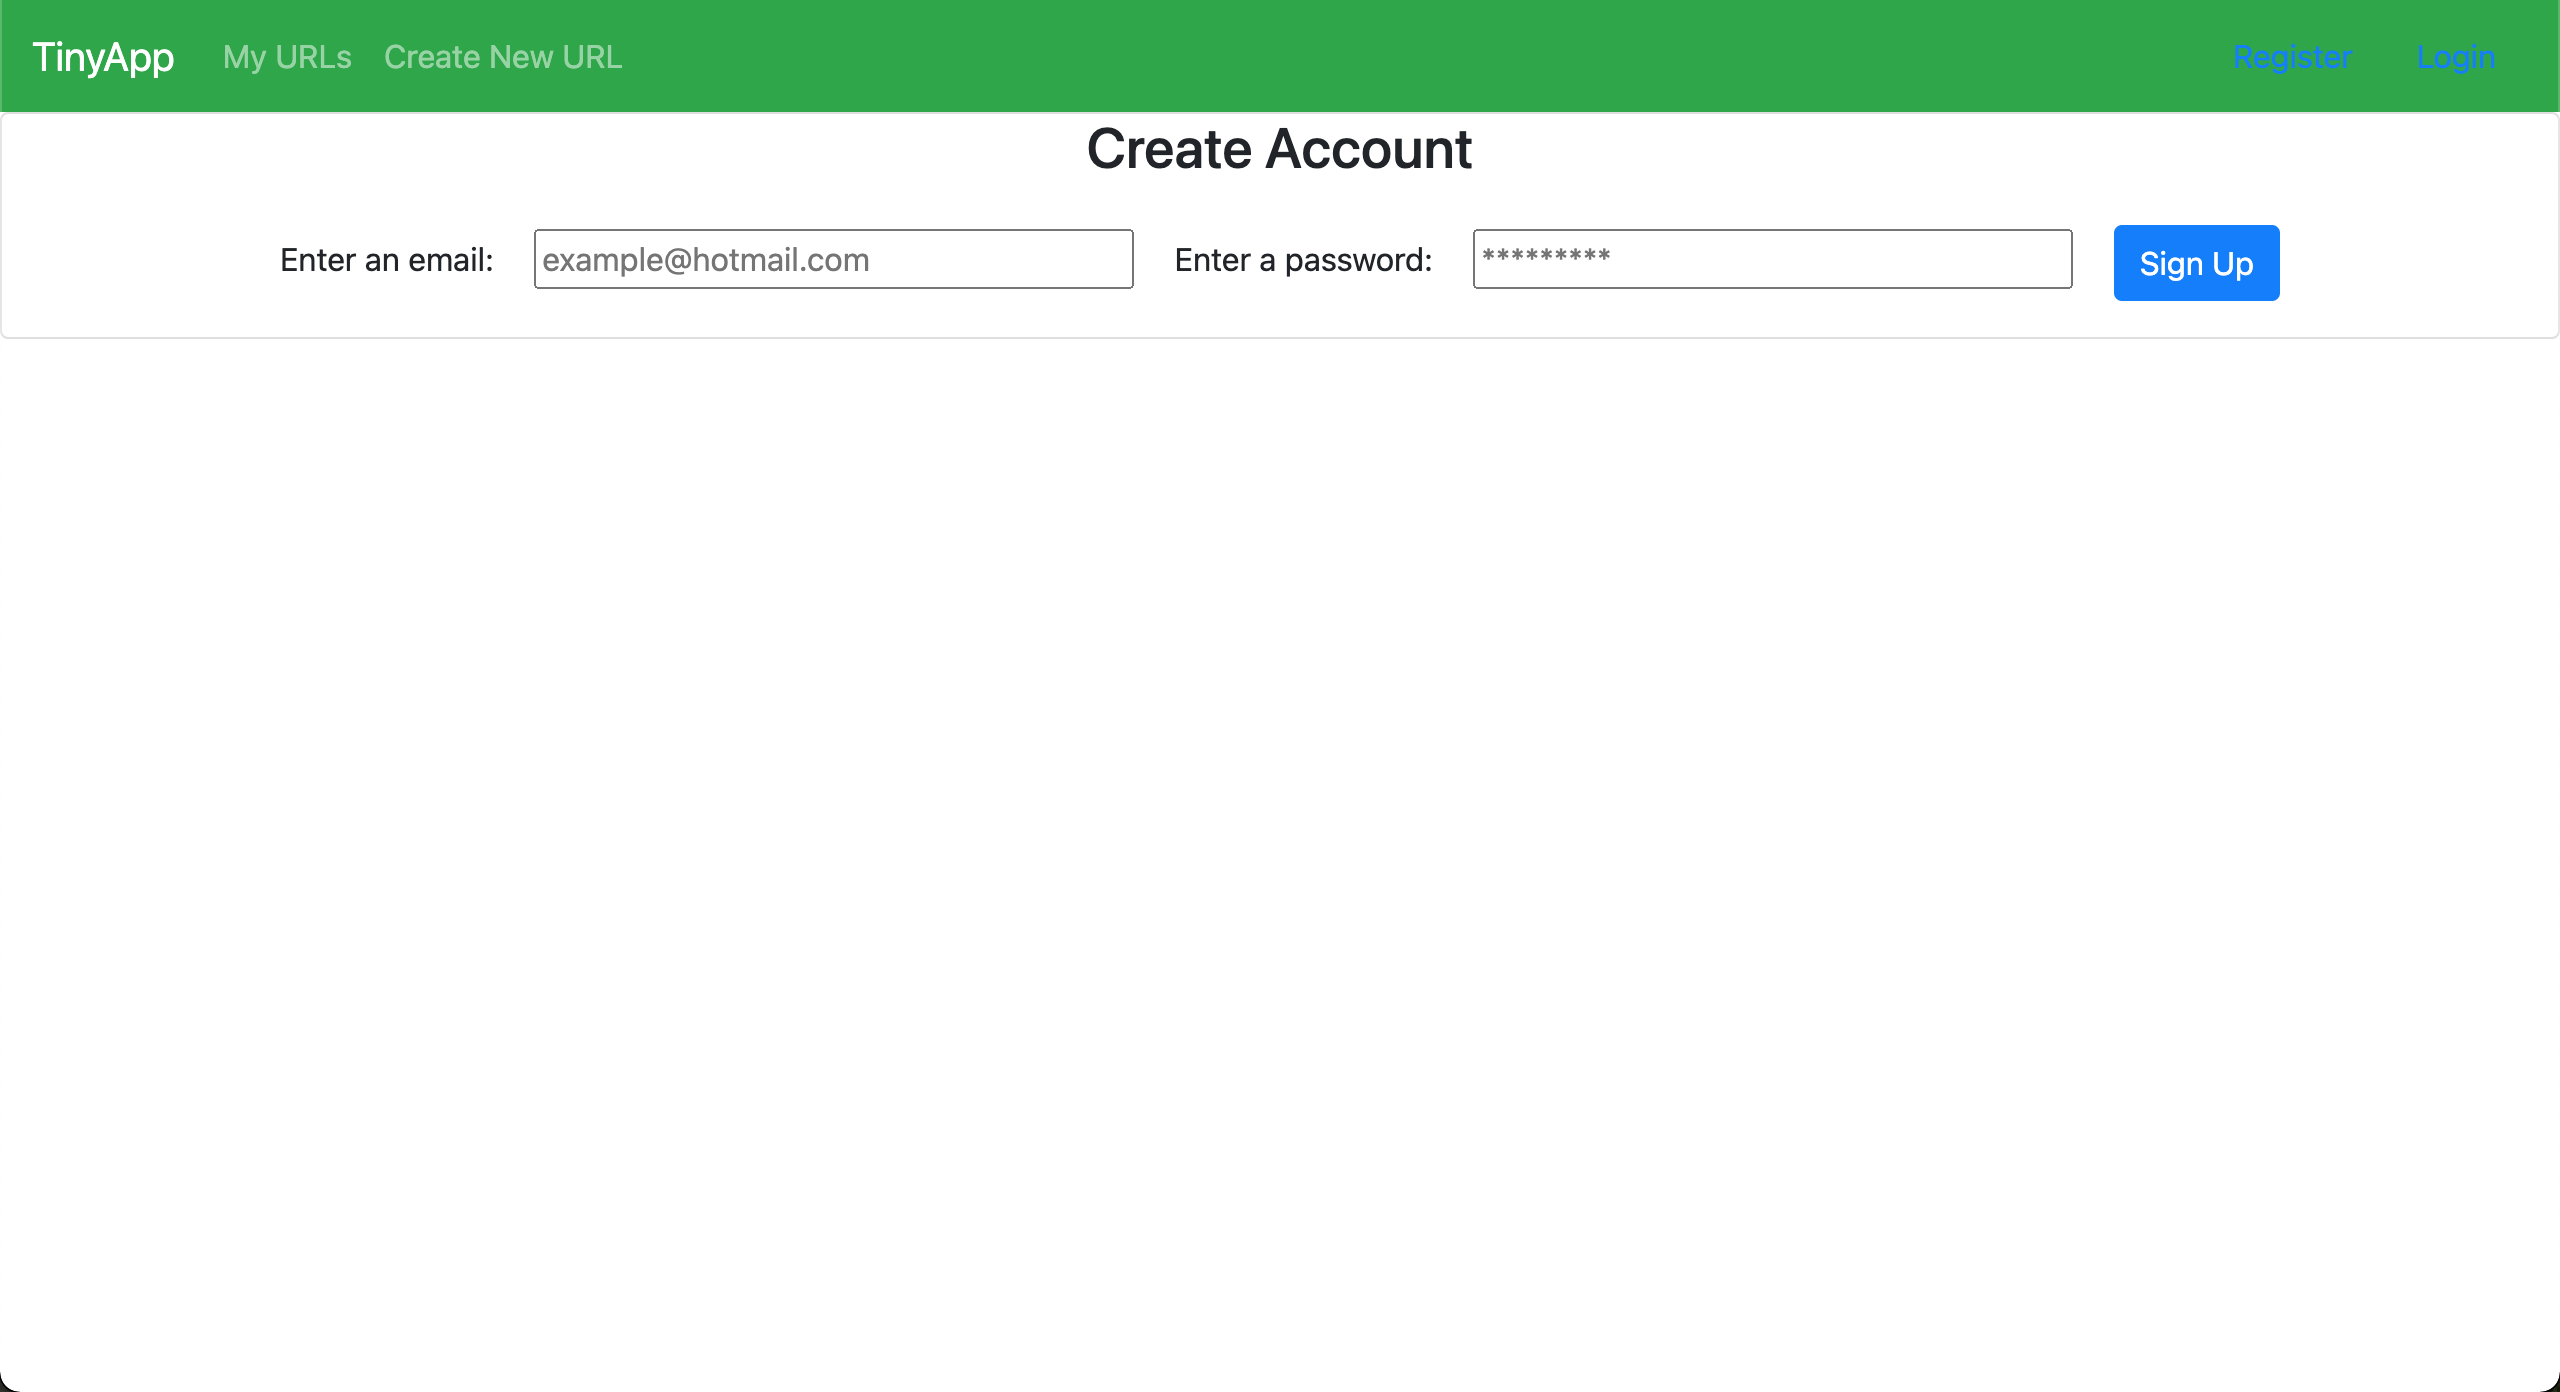 TinyApp My URLs Create New URL Register Login
Create Account
Enter an email: example@hotmail.com Enter a password: ********* Sign Up